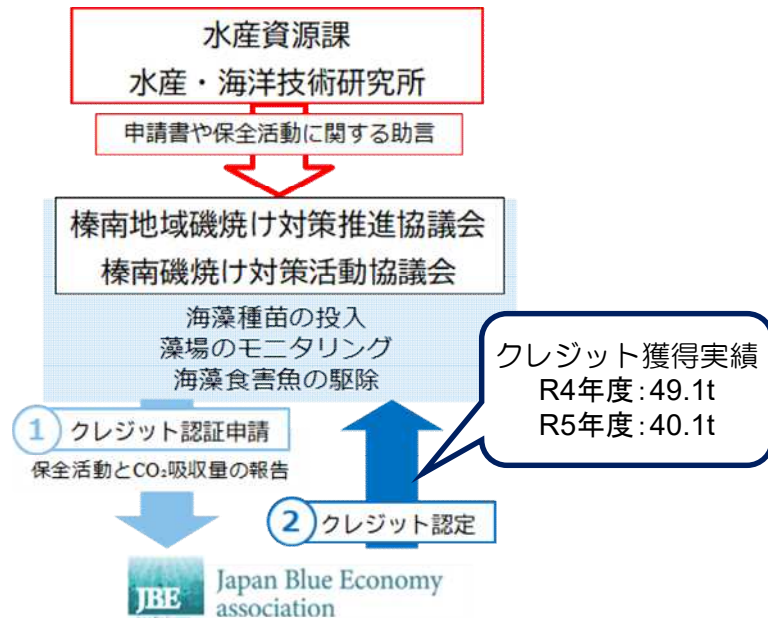 水産資源課
水産・海洋技術研究所
申請書や保全活動に関する助言
榛南地域磯焼け対策推進協議会
榛南磯焼け対策活動協議会
海藻種苗の投入
藻場のモニタリング
海藻食害魚の駆除
クレジット獲得実績
R4年度：49.1t
R5年度：40.1t
① クレジット認証申請
保全活動とCO₂吸収量の報告
② クレジット認定
JBE
Japan Blue Economy
association